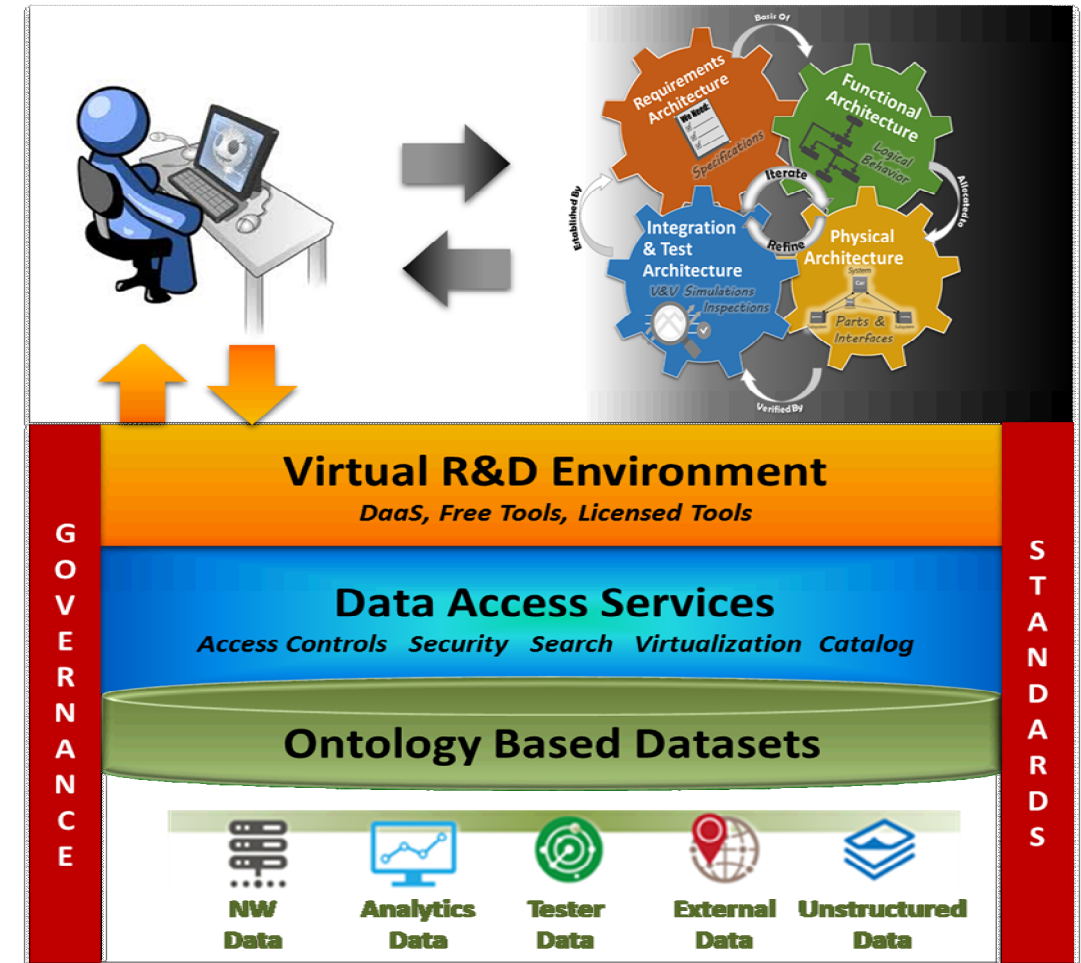 Basis Of
Requirements
Architecture
We Need:
Specifications
Functional
Architecture
Logical
Behavior
Iterate
Refine
Etablished By
Allocated to
Integration
& Test
Architecture
V&V Simulations
Inspections
Physical
Architecture
System
Car
Subsystem
Parts &
Interfaces
Verified By
Virtual R&D Environment
DaaS, Free Tools, Licensed Tools
Data Access Services
Access Controls Security Search Virtualization Catalog
Ontology Based Datasets
GOVERNANCE
STANDARDS
NW
Data
Analytics
Data
Tester
Data
External
Data
Unstructured
Data